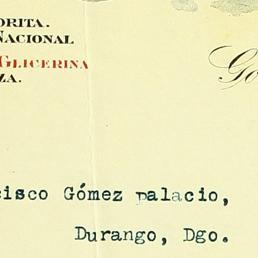 ORITA.
NACIONAL
GLICERINA
ZA.
Go
cisco Gómez palacio,
Durango, Dgo.